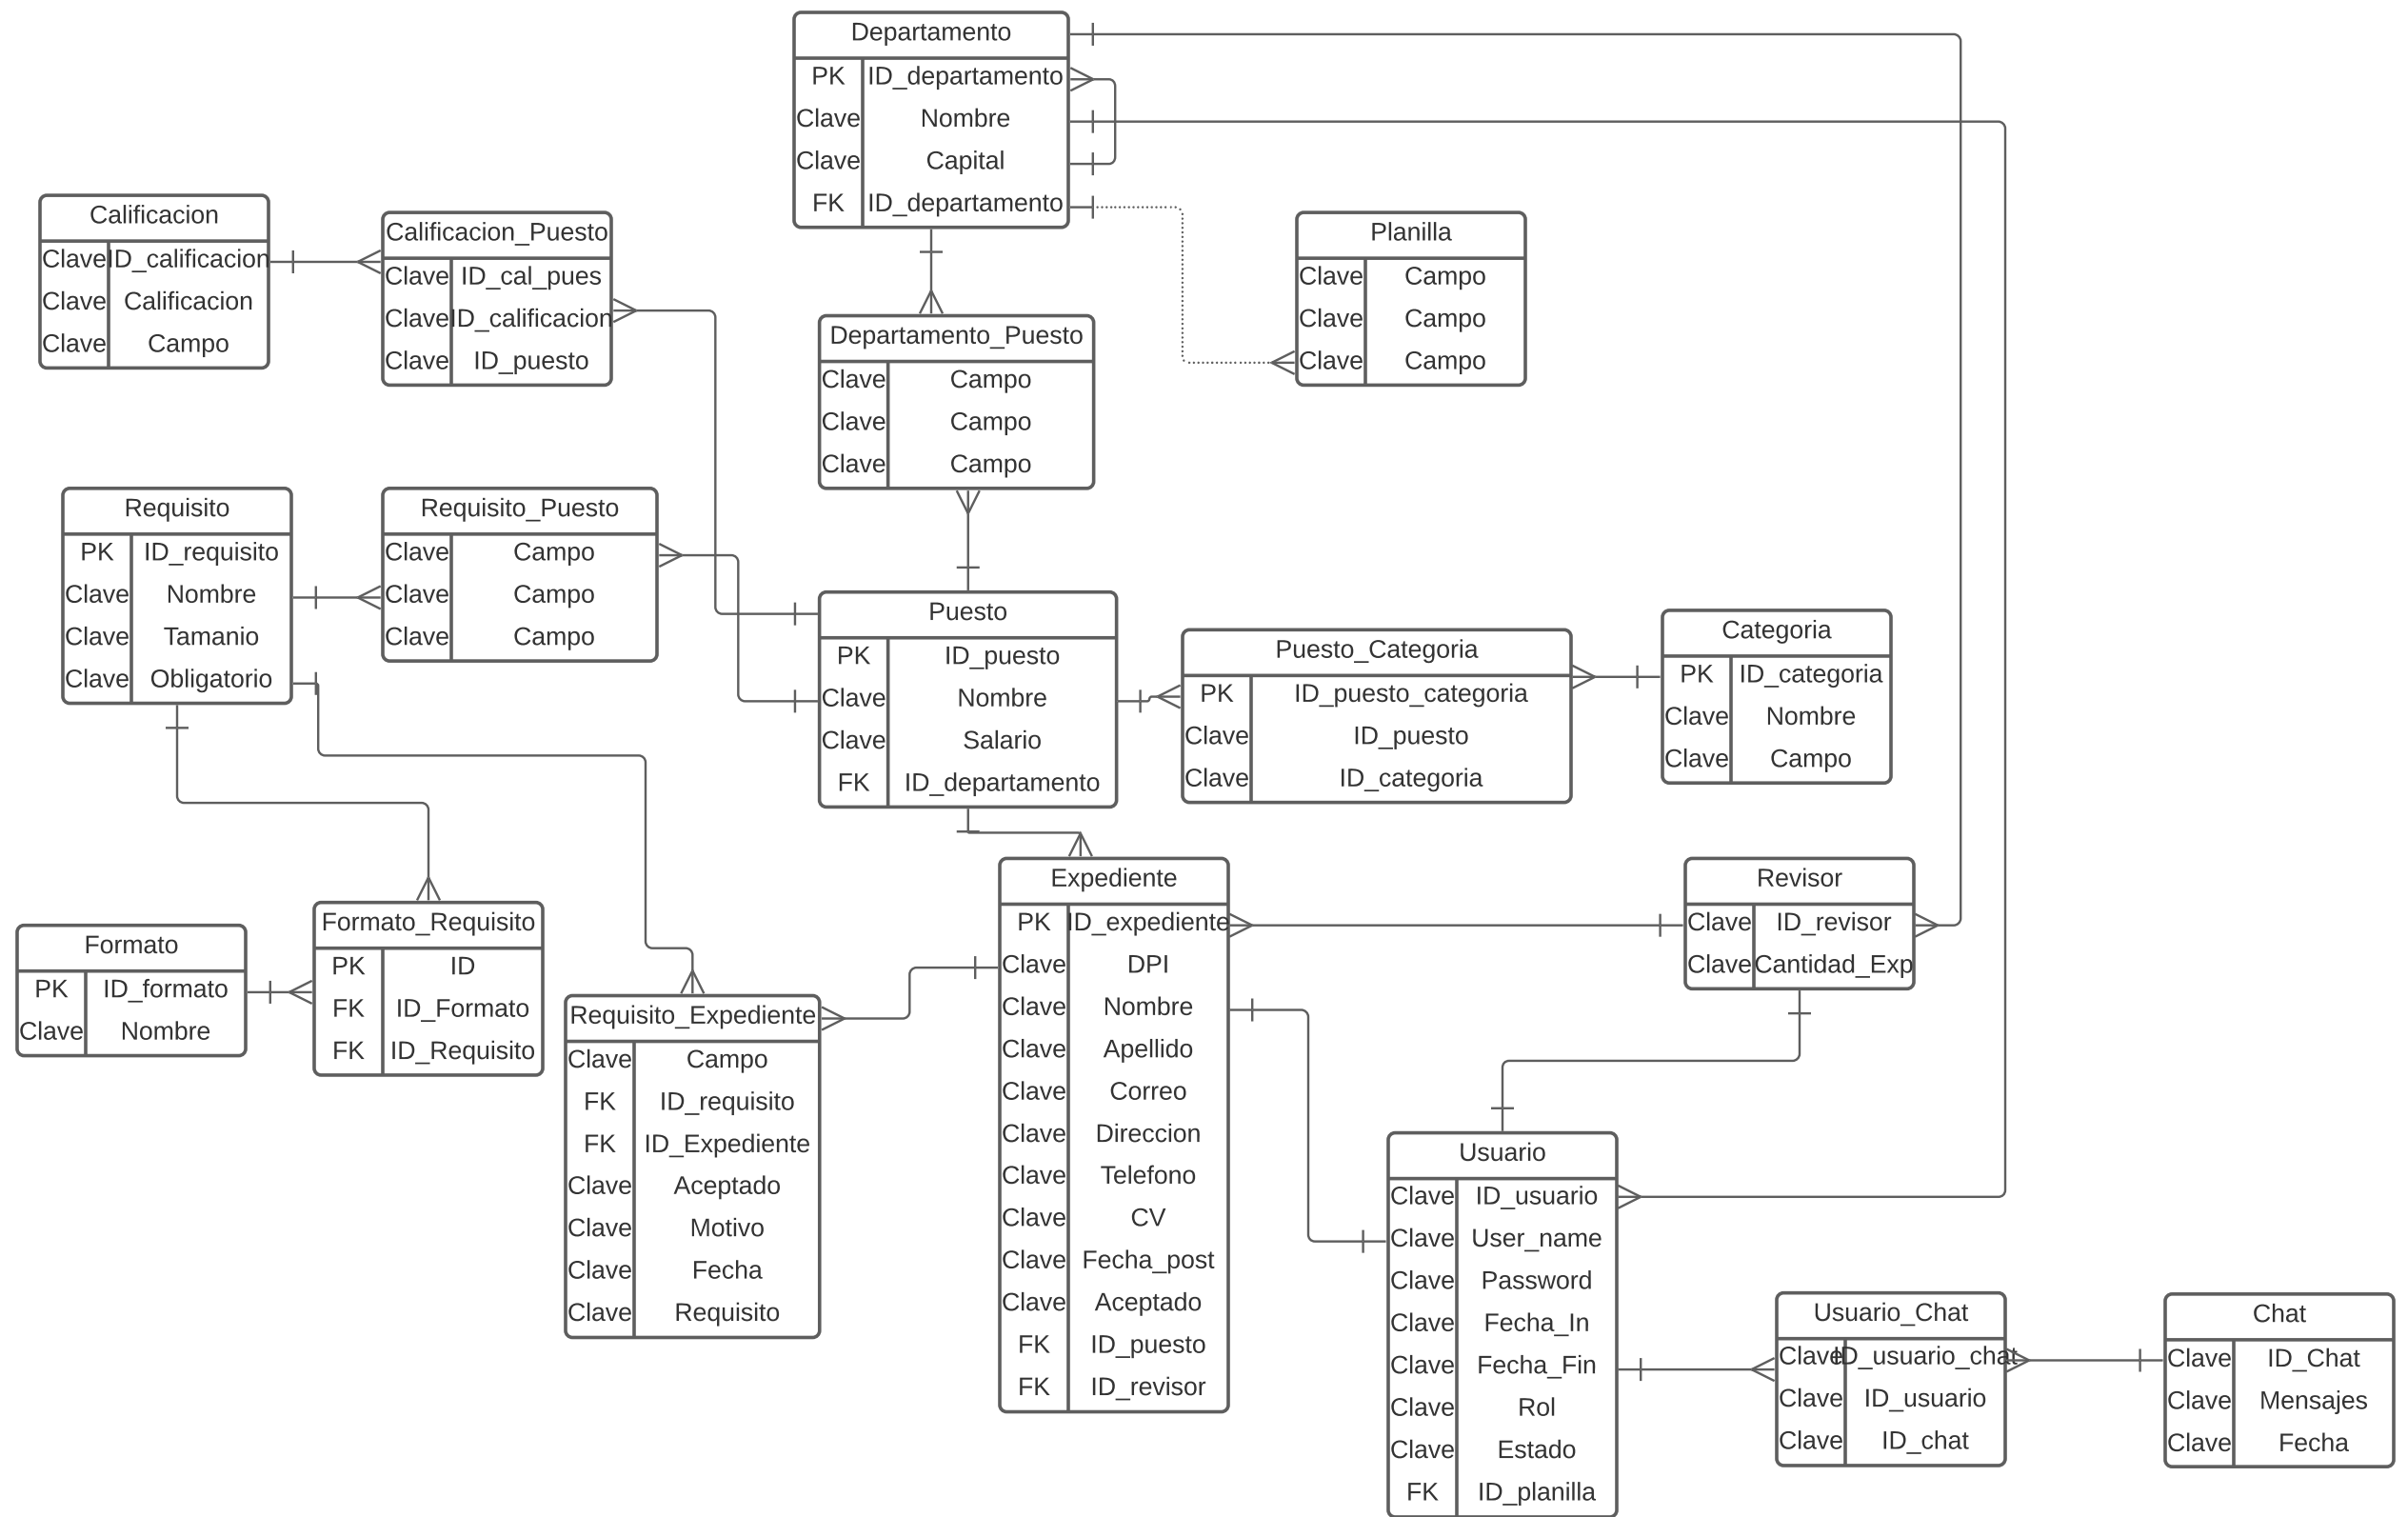 Departamento
PK ID_departamento
Clave Nombre
Clave Capital
FK ID_departamento
Calificacion
Clave ID_calificacion
Clave Calificacion
Clave Campo
Calificacion_Puesto
Clave ID_cal_pues
Clave ID_calificacion
Clave ID_puesto
Planilla
Clave Campo
Clave Campo
Clave Campo
Departamento_Puesto
Clave Campo
Clave Campo
Clave Campo
Requisito
PK ID_requisito
Clave Nombre
Clave Tamanio
Clave Obligatorio
Requisito_Puesto
Clave Campo
Clave Campo
Clave Campo
Puesto
PK ID_puesto
Clave Nombre
Clave Salario
FK ID_departamento
Puesto_Categoria
PK ID_puesto_categoria
Clave ID_puesto
Clave ID_categoria
Categoria
PK ID_categoria
Clave Nombre
Clave Campo
Formato
PK ID_formato
Clave Nombre
Formato_Requisito
PK ID
FK ID_Formato
FK ID_Requisito
Requisito_Expediente
Clave Campo
FK ID_requisito
FK ID_Expediente
Clave Aceptado
Clave Motivo
Clave Fecha
Clave Requisito
Expediente
PK ID_expediente
Clave DPI
Clave Nombre
Clave Apellido
Clave Correo
Clave Direccion
Clave Telefono
Clave CV
Clave Fecha_post
Clave Aceptado
FK ID_puesto
FK ID_revisor
Revisor
Clave ID_revisor
Clave Cantidad_Exp
Usuario
Clave ID_usuario
Clave User_name
Clave Password
Clave Fecha_In
Clave Fecha_Fin
Clave Rol
Clave Estado
FK ID_planilla
Usuario_Chat
Clave ID_usuario_chat
Clave ID_usuario
Clave ID_chat
Chat
Clave ID_Chat
Clave Mensajes
Clave Fecha